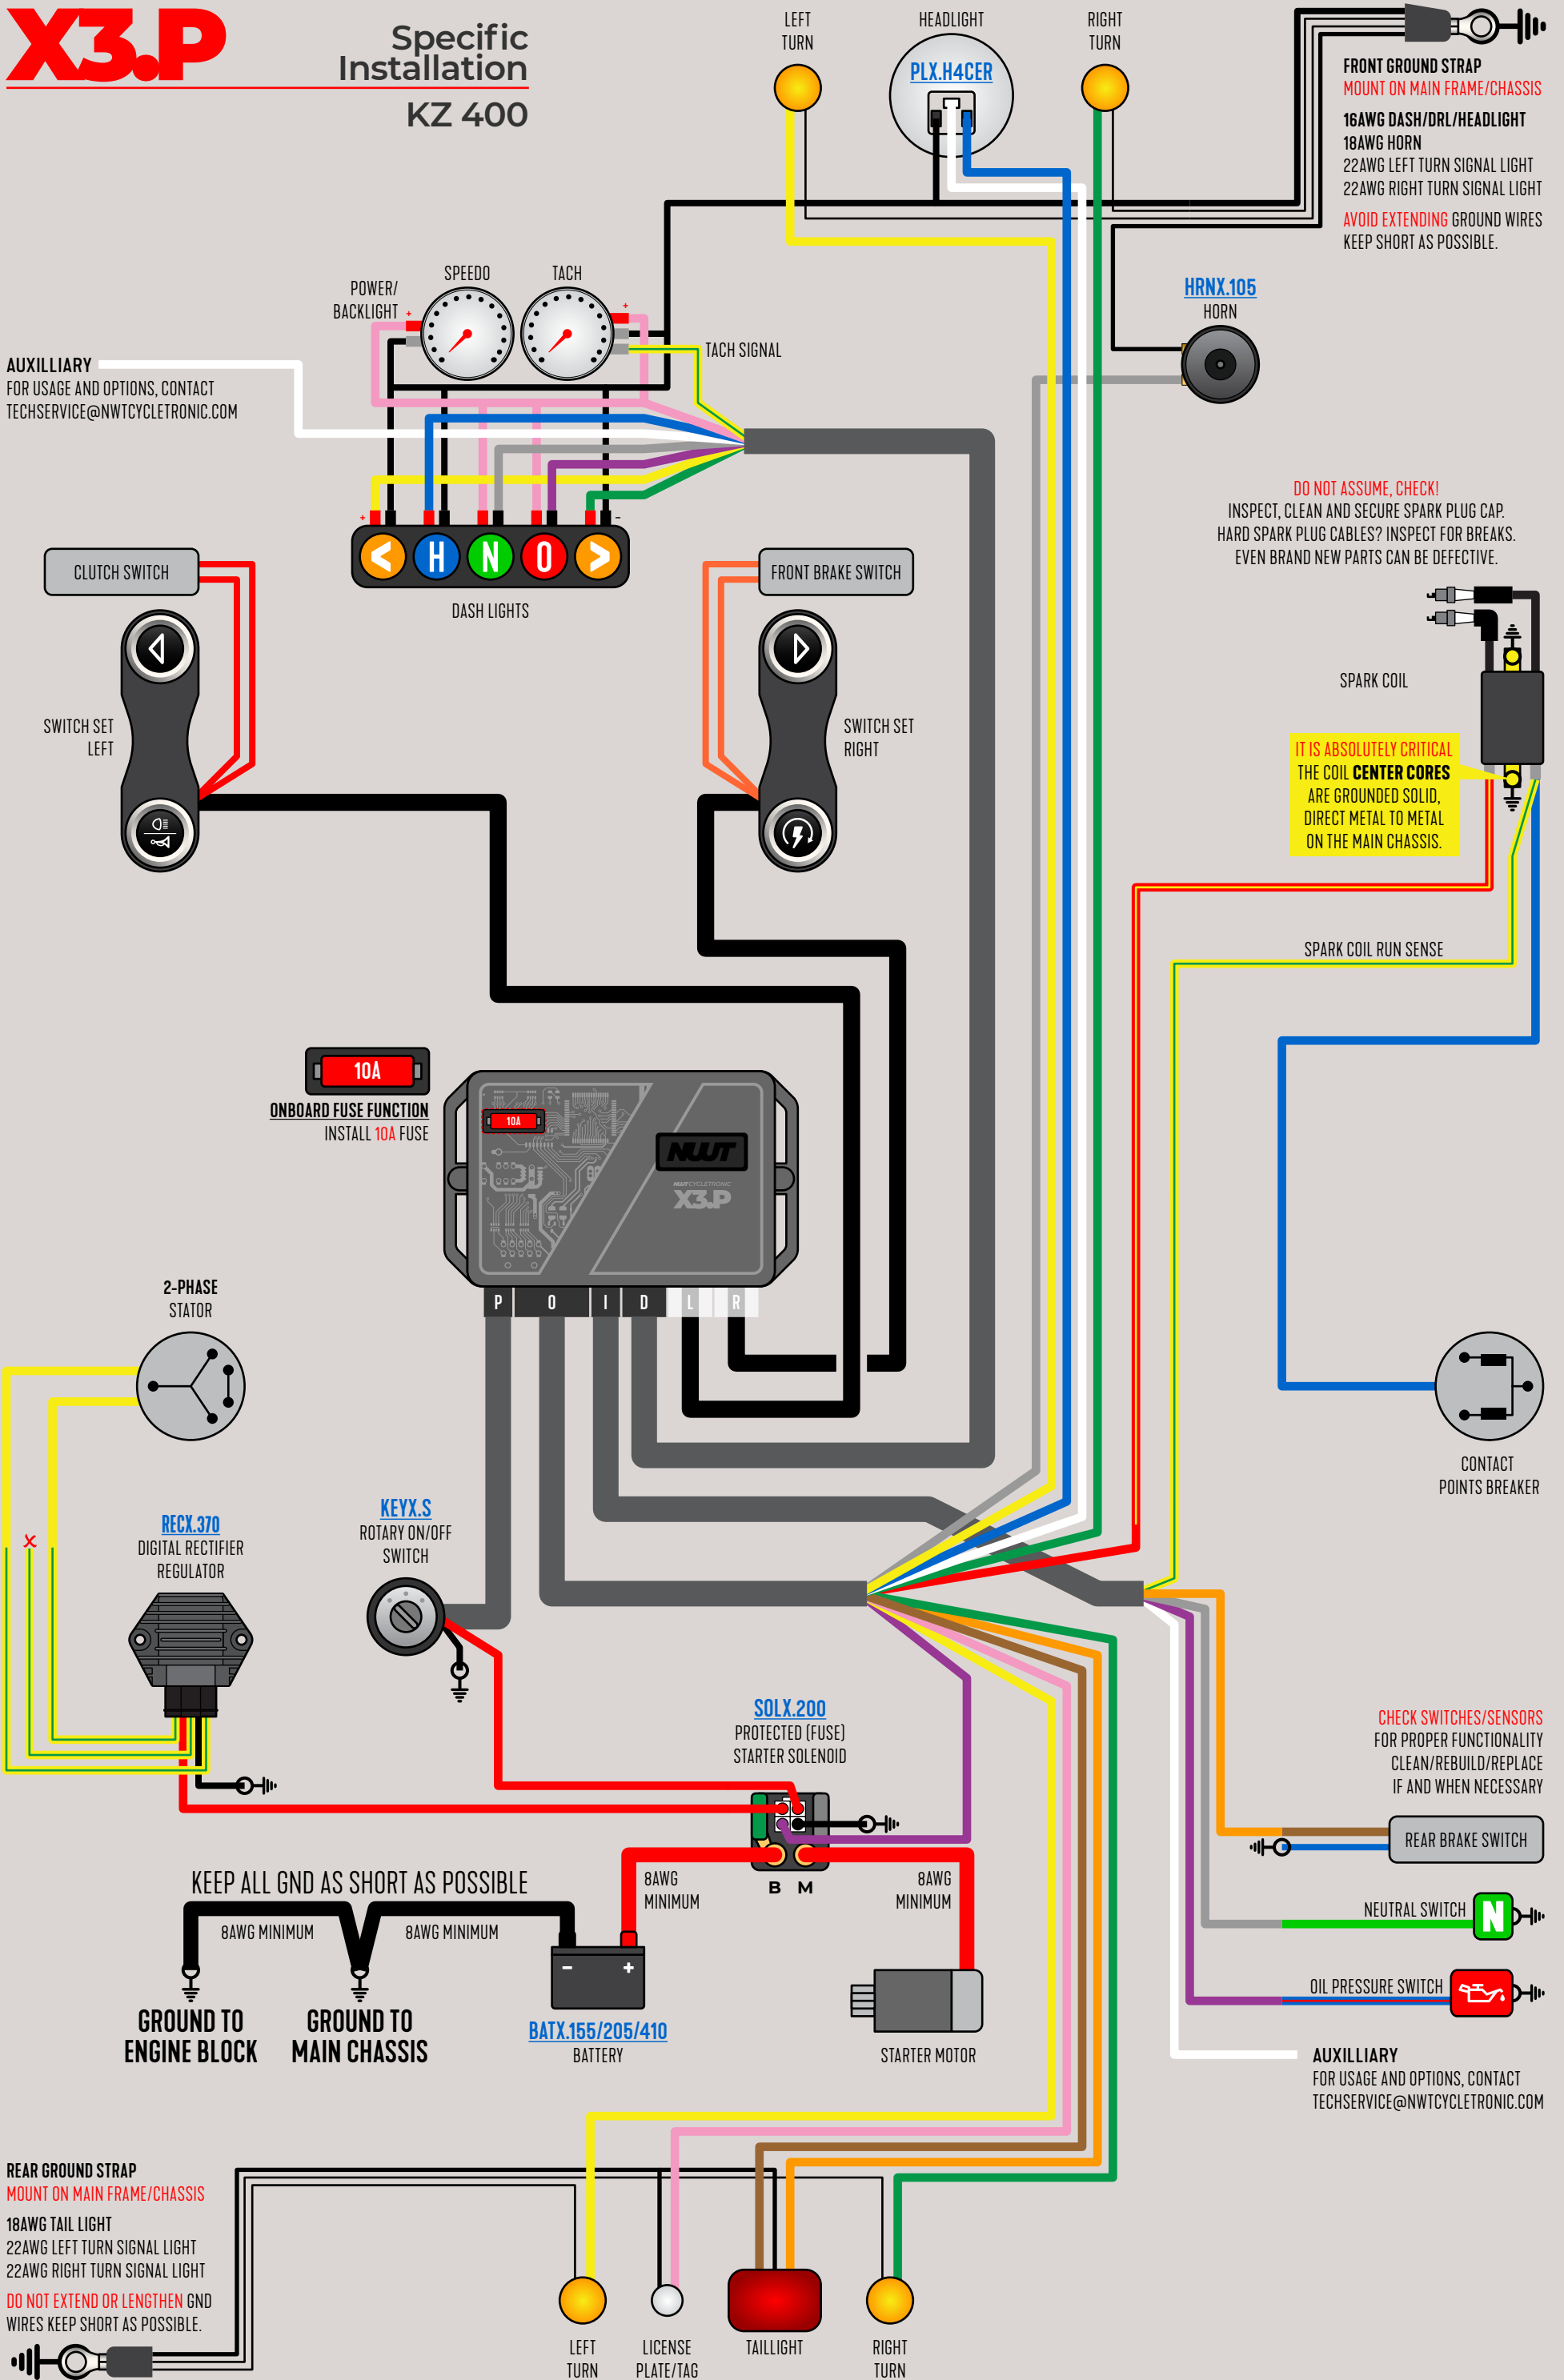 X3.P
Specific
Installation
KZ 400
LEFT
TURN
HEADLIGHT
PLX.H4CER
RIGHT
TURN
FRONT GROUND STRAP
MOUNT ON MAIN FRAME/CHASSIS
16AWG DASH/DRL/HEADLIGHT
18AWG HORN
22AWG LEFT TURN SIGNAL LIGHT
22AWG RIGHT TURN SIGNAL LIGHT
AVOID EXTENDING GROUND WIRES
KEEP SHORT AS POSSIBLE.
SPEEDO
TACH
POWER/
BACKLIGHT
+
+
TACH SIGNAL
HRNX.105
HORN
AUXILLIARY
FOR USAGE AND OPTIONS, CONTACT
TECHSERVICE@NWTCYCLETRONIC.COM
+
-
< H N O >
DASH LIGHTS
DO NOT ASSUME, CHECK!
INSPECT, CLEAN AND SECURE SPARK PLUG CAP.
HARD SPARK PLUG CABLES? INSPECT FOR BREAKS.
EVEN BRAND NEW PARTS CAN BE DEFECTIVE.
CLUTCH SWITCH
FRONT BRAKE SWITCH
SWITCH SET
LEFT
SWITCH SET
RIGHT
SPARK COIL
IT IS ABSOLUTELY CRITICAL
THE COIL CENTER CORES
ARE GROUNDED SOLID,
DIRECT METAL TO METAL
ON THE MAIN CHASSIS.
SPARK COIL RUN SENSE
10A
ONBOARD FUSE FUNCTION
INSTALL 10A FUSE
10A
NWT
NWT CYCLETRONIC
X3.P
P O I D L R
2-PHASE
STATOR
CONTACT
POINTS BREAKER
X
RECX.370
DIGITAL RECTIFIER
REGULATOR
KEYX.S
ROTARY ON/OFF
SWITCH
SOLX.200
PROTECTED (FUSE)
STARTER SOLENOID
B M
CHECK SWITCHES/SENSORS
FOR PROPER FUNCTIONALITY
CLEAN/REBUILD/REPLACE
IF AND WHEN NECESSARY
REAR BRAKE SWITCH
NEUTRAL SWITCH
N
OIL PRESSURE SWITCH
KEEP ALL GND AS SHORT AS POSSIBLE
8AWG MINIMUM
8AWG MINIMUM
8AWG
MINIMUM
8AWG
MINIMUM
- +
GROUND TO
ENGINE BLOCK
GROUND TO
MAIN CHASSIS
BATX.155/205/410
BATTERY
STARTER MOTOR
AUXILLIARY
FOR USAGE AND OPTIONS, CONTACT
TECHSERVICE@NWTCYCLETRONIC.COM
REAR GROUND STRAP
MOUNT ON MAIN FRAME/CHASSIS
18AWG TAIL LIGHT
22AWG LEFT TURN SIGNAL LIGHT
22AWG RIGHT TURN SIGNAL LIGHT
DO NOT EXTEND OR LENGTHEN GND
WIRES KEEP SHORT AS POSSIBLE.
LEFT
TURN
LICENSE
PLATE/TAG
TAILLIGHT
RIGHT
TURN